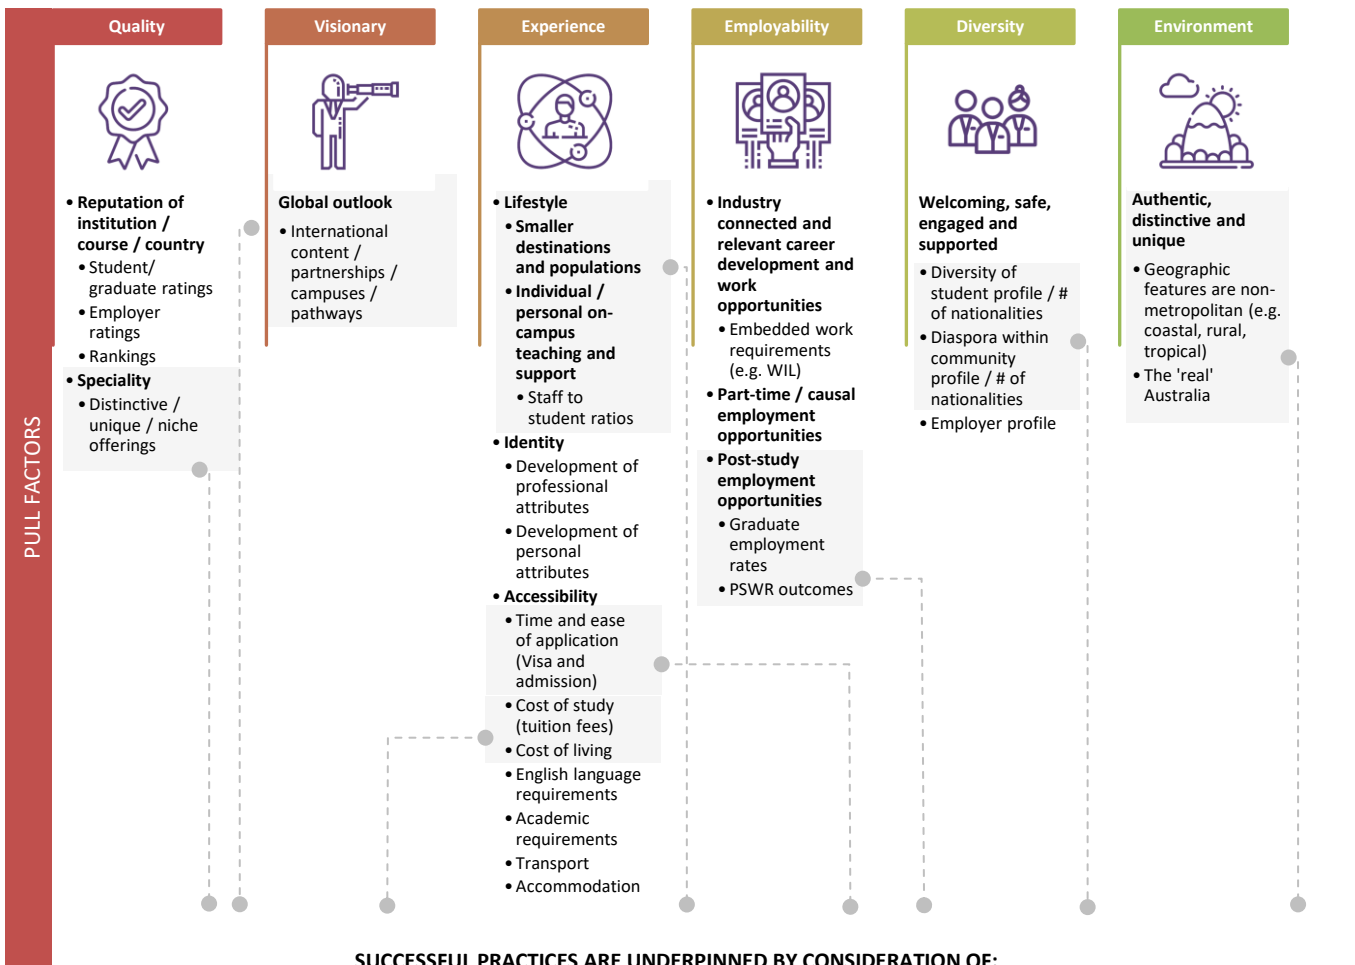 PULL FACTORS
Quality
• Reputation of
institution /
course / country
• Student/
graduate ratings
• Employer
ratings
• Rankings
• Speciality
• Distinctive /
unique / niche
offerings
Visionary
Global outlook
• International
content /
partnerships /
campuses /
pathways
Experience
• Lifestyle
• Smaller
destinations
and populations
• Individual /
personal on-
campus
teaching and
support
• Staff to
student ratios
• Identity
• Development of
professional
attributes
• Development of
personal
attributes
• Accessibility
• Time and ease
of application
(Visa and
admission)
• Cost of study
(tuition fees)
• Cost of living
• English language
requirements
• Academic
requirements
• Transport
• Accommodation
Employability
• Industry
connected and
relevant career
development and
work
opportunities
• Embedded work
requirements
(e.g. WIL)
• Part-time / causal
employment
opportunities
• Post-study
employment
opportunities
• Graduate
employment
rates
• PSWR outcomes
Diversity
Welcoming, safe,
engaged and
supported
• Diversity of
student profile / #
of nationalities
• Diaspora within
community
profile / # of
nationalities
• Employer profile
Environment
Authentic,
distinctive and
unique
• Geographic
features are non-
metropolitan (e.g.
coastal, rural,
tropical)
• The 'real'
Australia
SUCCESSFUL PRACTICES ARE UNDERPINNED BY CONSIDERATION OF: